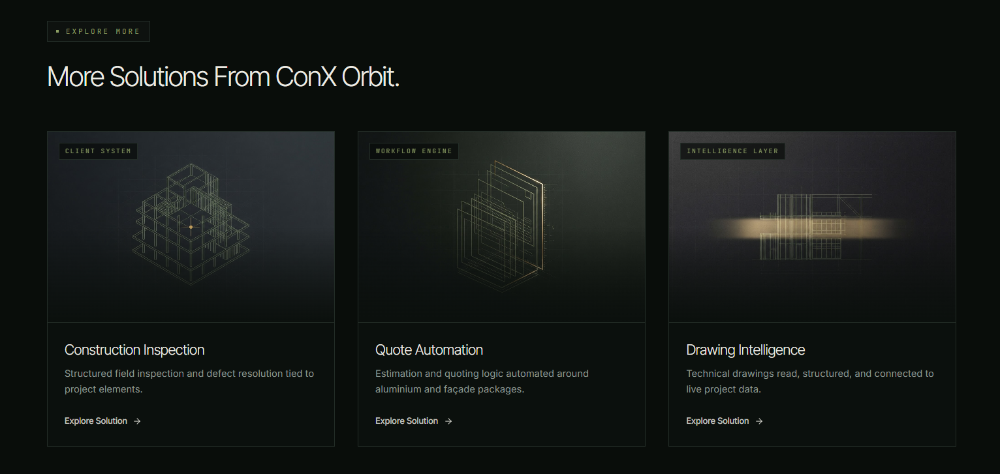 EXPLORE MORE
More Solutions From ConX Orbit.
CLIENT SYSTEM
Construction Inspection
Structured field inspection and defect resolution tied to
project elements.
Explore Solution →
WORKFLOW ENGINE
Quote Automation
Estimation and quoting logic automated around
aluminium and façade packages.
Explore Solution →
INTELLIGENCE LAYER
Drawing Intelligence
Technical drawings read, structured, and connected to
live project data.
Explore Solution →